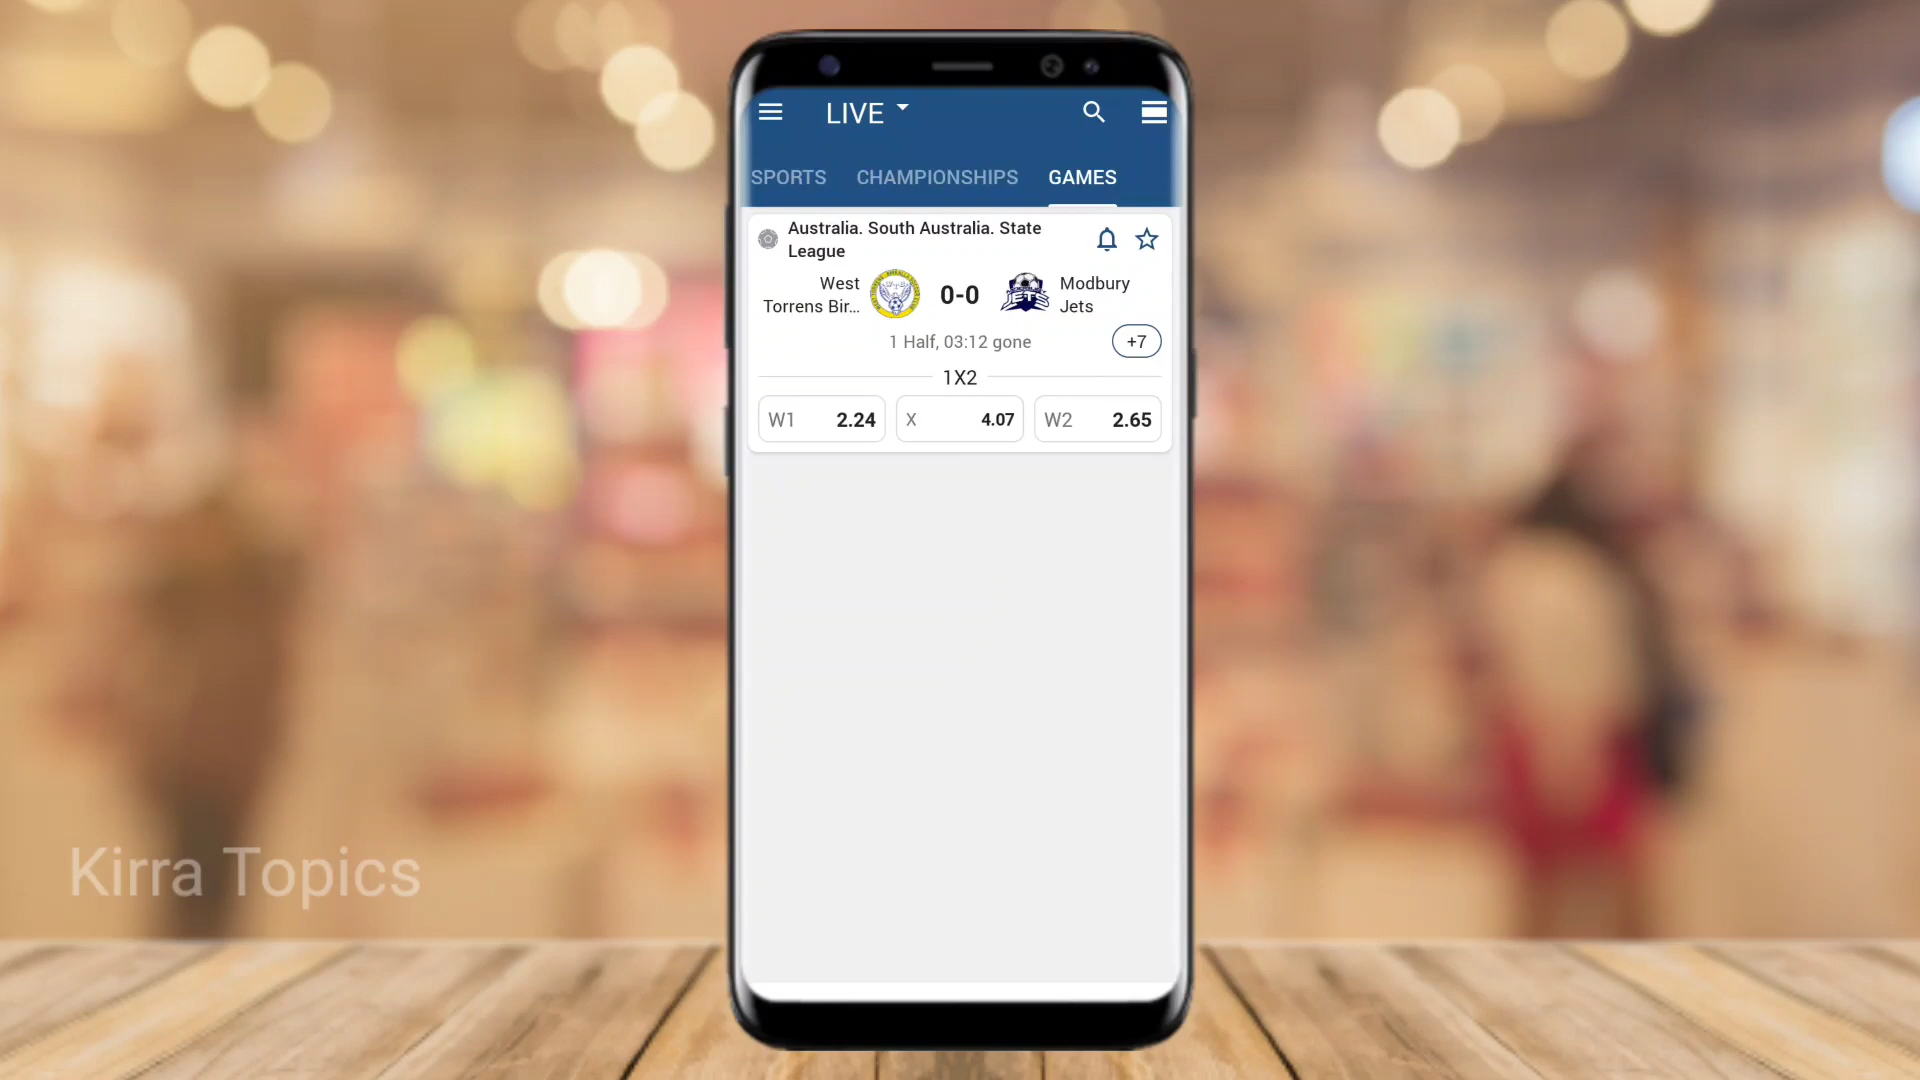 LIVE
SPORTS CHAMPIONSHIPS GAMES
Australia. South Australia. State
League
West
Torrens Bir...
0-0
Modbury
Jets
1 Half, 03:12 gone
+7
1X2
W1 2.24 X 4.07 W2 2.65
Kirra Topics